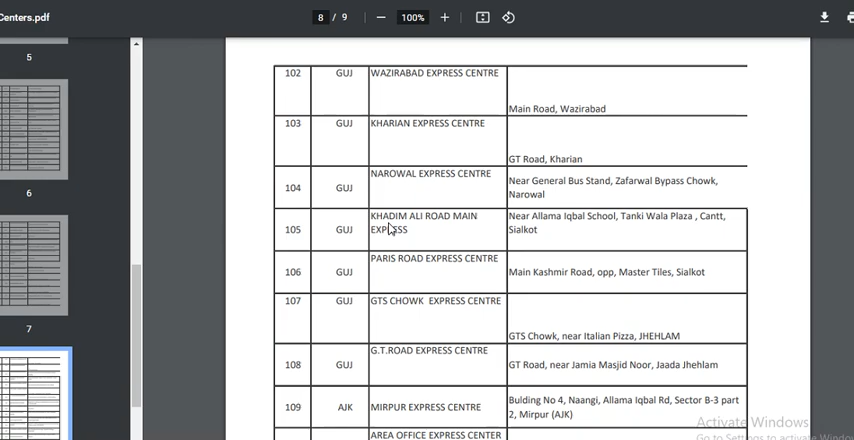 Centers.pdf
8 / 9
100%
5
102 GUJ WAZIRABAD EXPRESS CENTRE
Main Road, Wazirabad
103 GUJ KHARIAN EXPRESS CENTRE
GT Road, Kharian
6
104 GUJ NAROWAL EXPRESS CENTRE
Near General Bus Stand, Zafarwal Bypass Chowk,
Narowal
105 GUJ KHADIM ALI ROAD MAIN
EXPRESS
Near Allama Iqbal School, Tanki Wala Plaza , Cantt,
Sialkot
106 GUJ PARIS ROAD EXPRESS CENTRE
Main Kashmir Road, opp, Master Tiles, Sialkot
107 GUJ GTS CHOWK EXPRESS CENTRE
GTS Chowk, near Italian Pizza, JHEHLAM
7
108 GUJ G.T.ROAD EXPRESS CENTRE
GT Road, near Jamia Masjid Noor, Jaada Jhehlam
109 AJK MIRPUR EXPRESS CENTRE
Bulding No 4, Naangi, Allama Iqbal Rd, Sector B-3 part
2, Mirpur (AJK)
AREA OFFICE EXPRESS CENTER
Activate Windows
Go to Settings to activate Windows